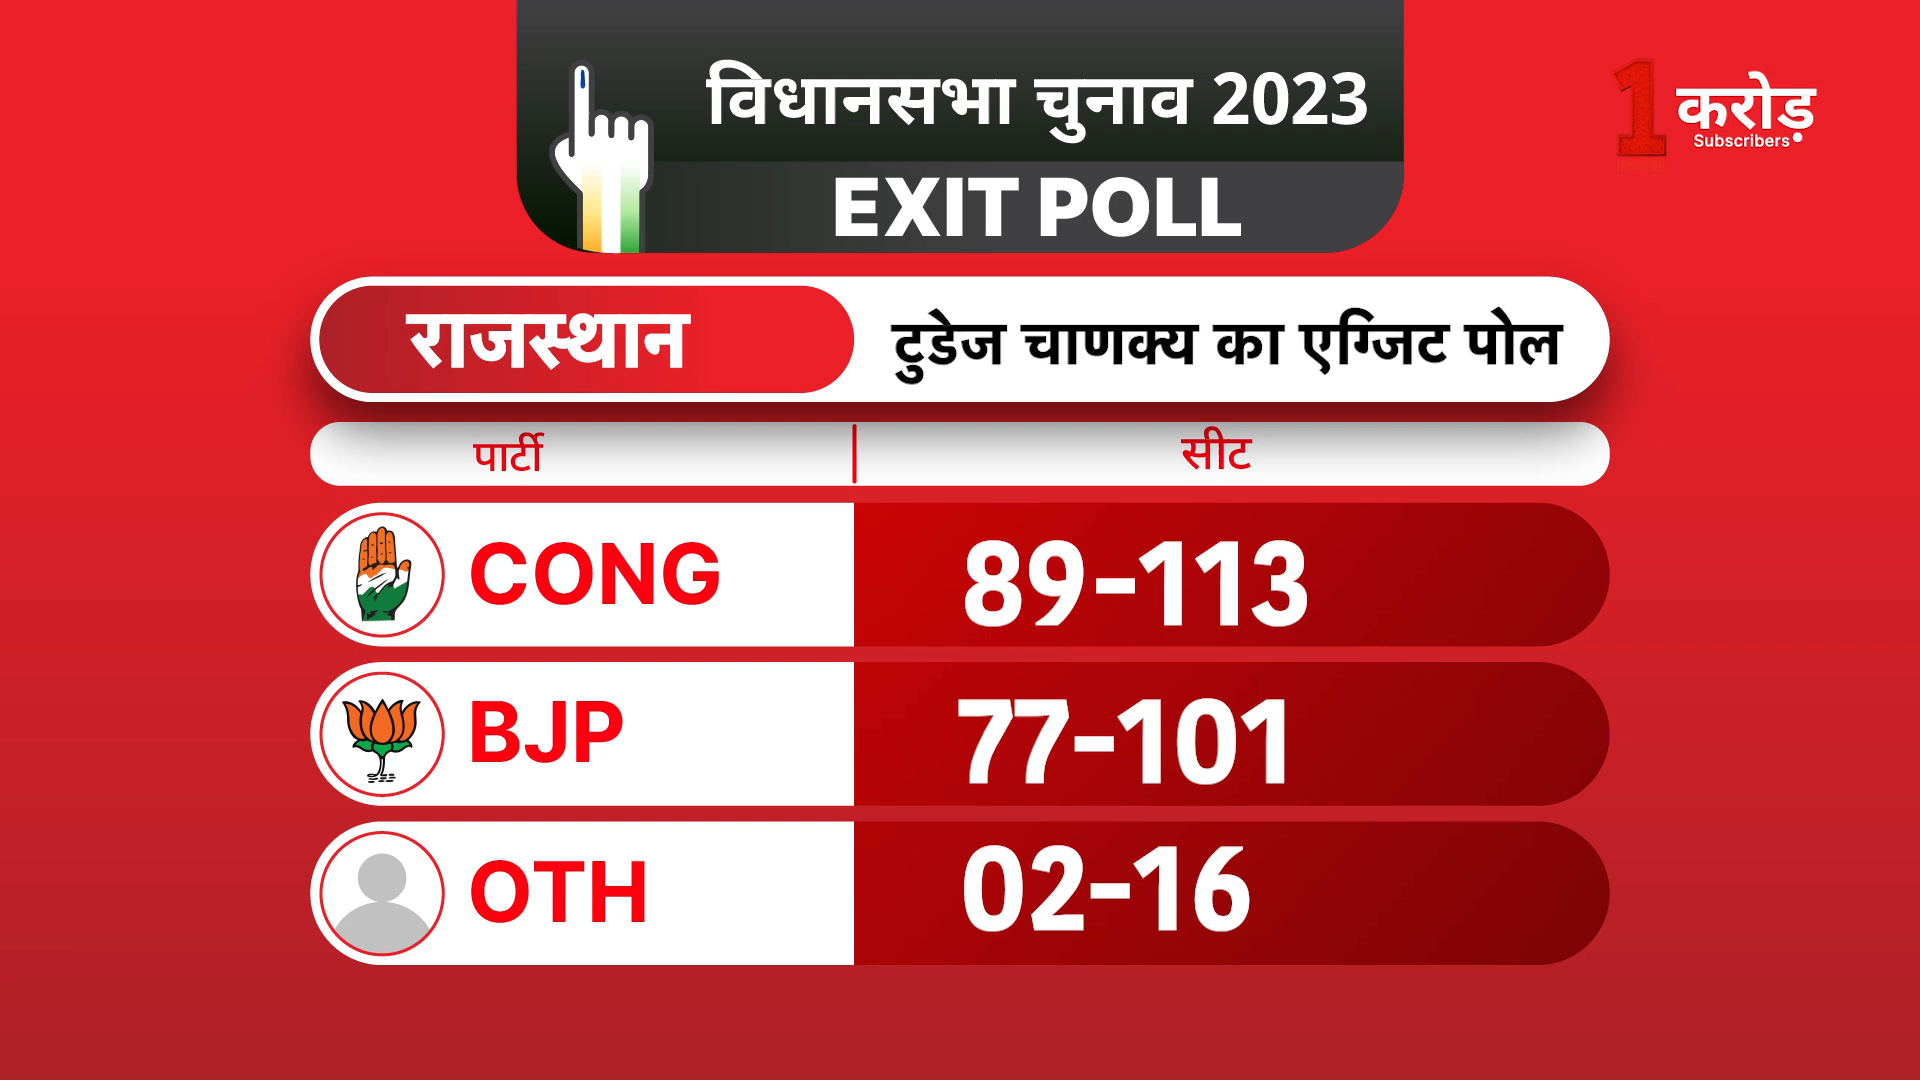 विधानसभा चुनाव 2023
EXIT POLL
1 करोड़
Subscribers
राजस्थान
टुडेज चाणक्य का एग्जिट पोल
पार्टी
सीट
CONG
89-113
BJP
77-101
OTH
02-16